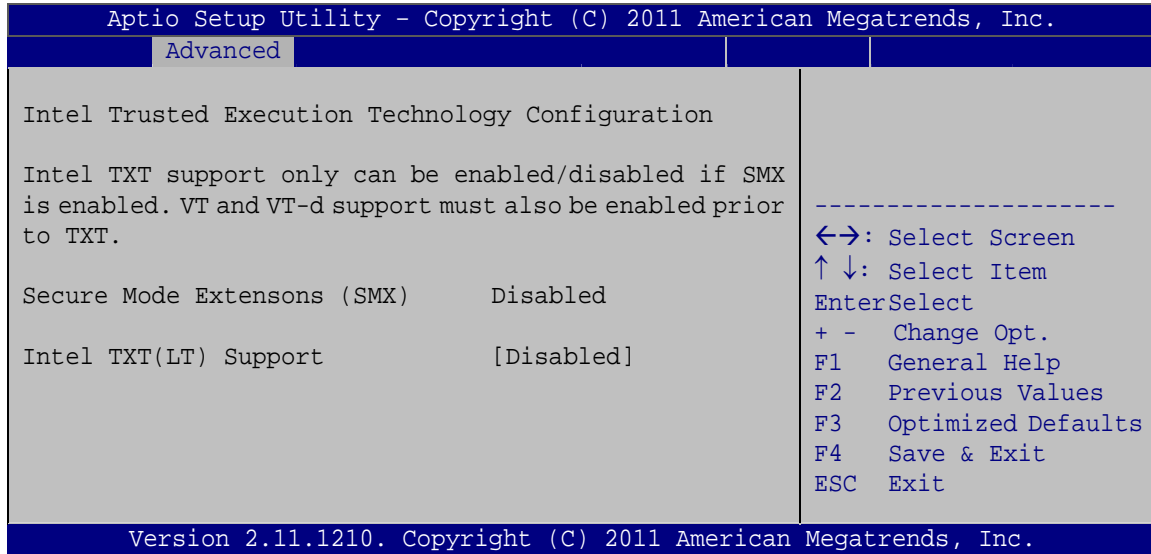 Aptio Setup Utility – Copyright (C) 2011 American Megatrends, Inc.
Advanced
Intel Trusted Execution Technology Configuration
Intel TXT support only can be enabled/disabled if SMX
is enabled. VT and VT-d support must also be enabled prior
to TXT.
Secure Mode Extensons (SMX) Disabled
Intel TXT(LT) Support [Disabled]
---------------------
←→: Select Screen
↑ ↓: Select Item
EnterSelect
+ - Change Opt.
F1 General Help
F2 Previous Values
F3 Optimized Defaults
F4 Save & Exit
ESC Exit
Version 2.11.1210. Copyright (C) 2011 American Megatrends, Inc.